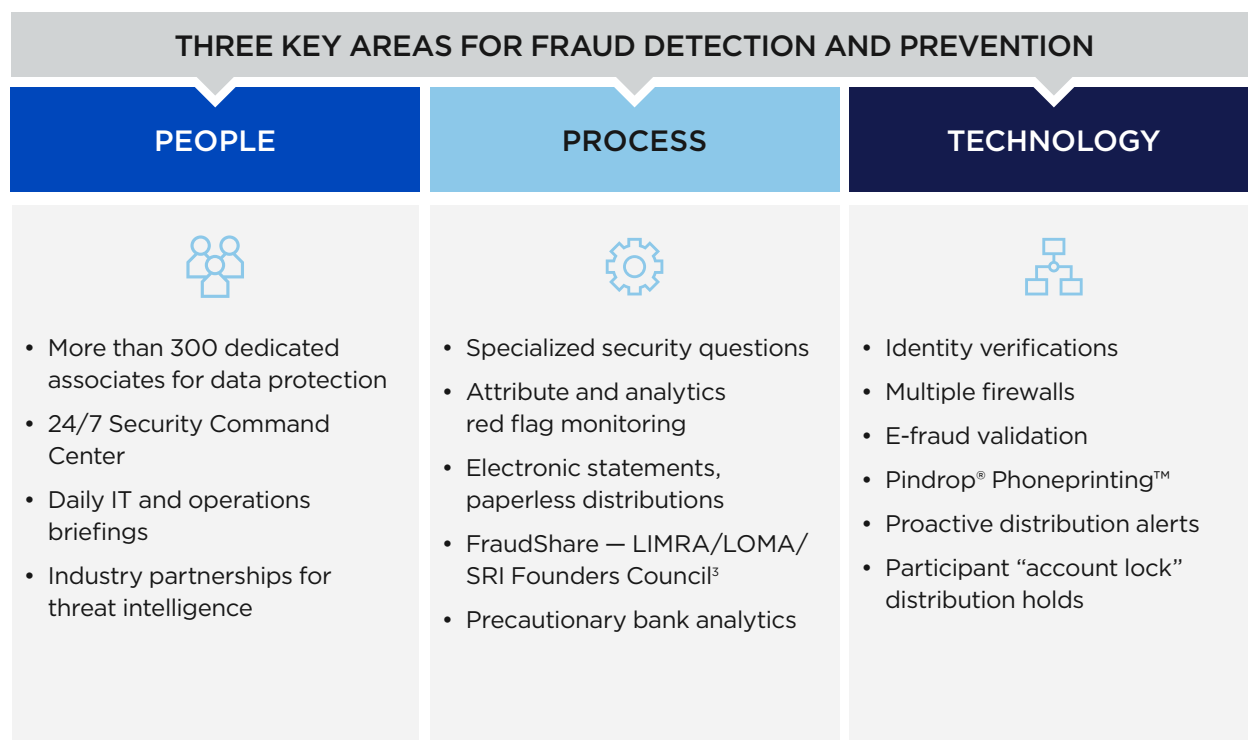 THREE KEY AREAS FOR FRAUD DETECTION AND PREVENTION
PEOPLE
• More than 300 dedicated
associates for data protection
• 24/7 Security Command
Center
• Daily IT and operations
briefings
• Industry partnerships for
threat intelligence
PROCESS
• Specialized security questions
• Attribute and analytics
red flag monitoring
• Electronic statements,
paperless distributions
• FraudShare — LIMRA/LOMA/
SRI Founders Council³
• Precautionary bank analytics
TECHNOLOGY
• Identity verifications
• Multiple firewalls
• E-fraud validation
• Pindrop® Phoneprinting™
• Proactive distribution alerts
• Participant “account lock”
distribution holds